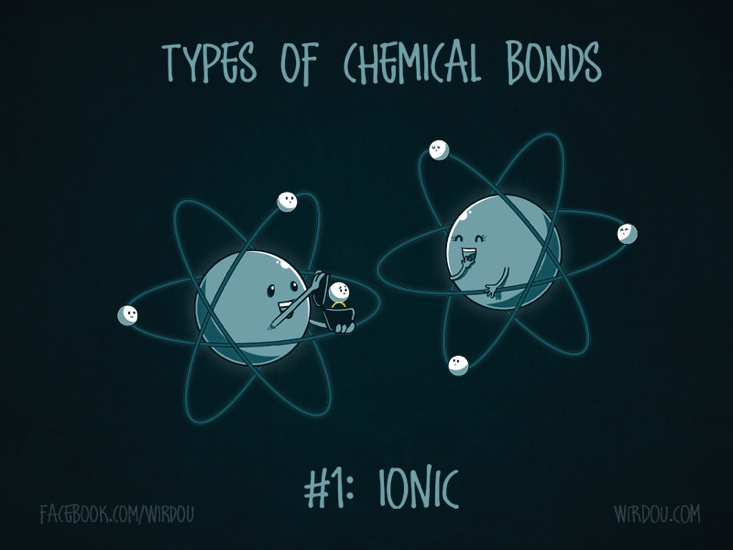 TYPES OF CHEMICAL BONDS
#1: IONIC
FACEBOOK.COM/WIRDOU
WIRDOU.COM